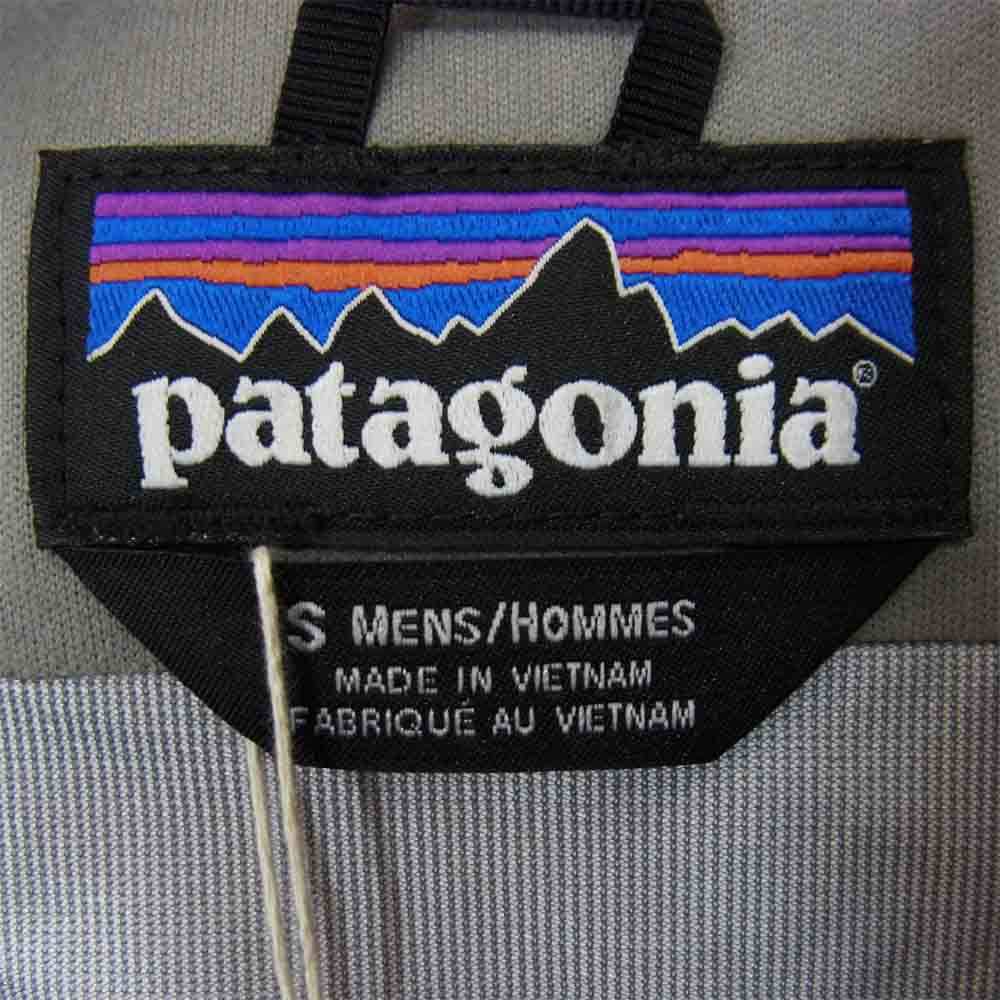 patagonia®
S MENS/HOMMES
MADE IN VIETNAM
FABRIQUÉ AU VIETNAM